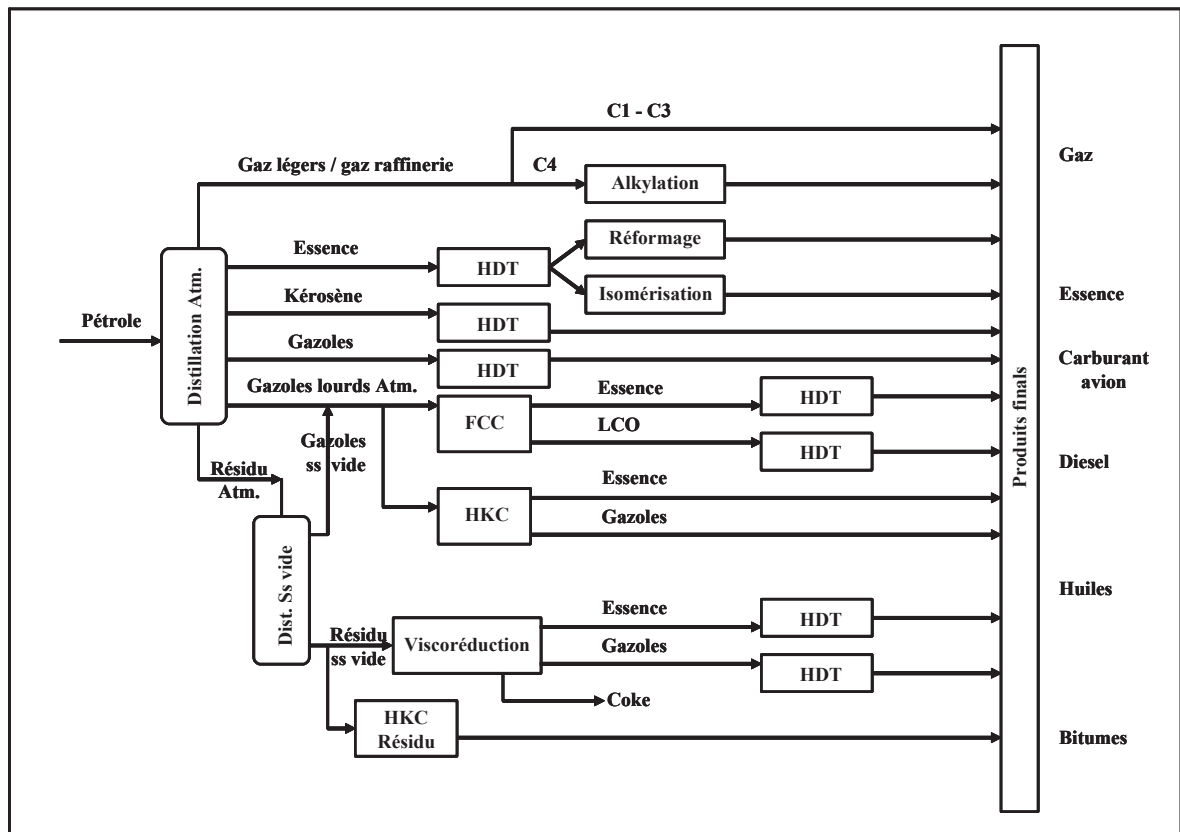 C1 - C3
Gaz
Gaz légers / gaz raffinerie
C4
Alkylation
Essence
HDT
Réformage
Isomérisation
Essence
Pétrole
Distillation Atm.
Kérosène
HDT
Gazoles
HDT
Carburant
avion
Gazoles lourds Atm.
FCC
Essence
HDT
LCO
HDT
Gazoles
ss vide
Diesel
Produits finals
Résidu
Atm.
HKC
Essence
Gazoles
Dist. Ss vide
Huiles
Résidu
ss vide
Viscoréduction
Essence
HDT
Gazoles
HDT
Coke
HKC
Résidu
Bitumes